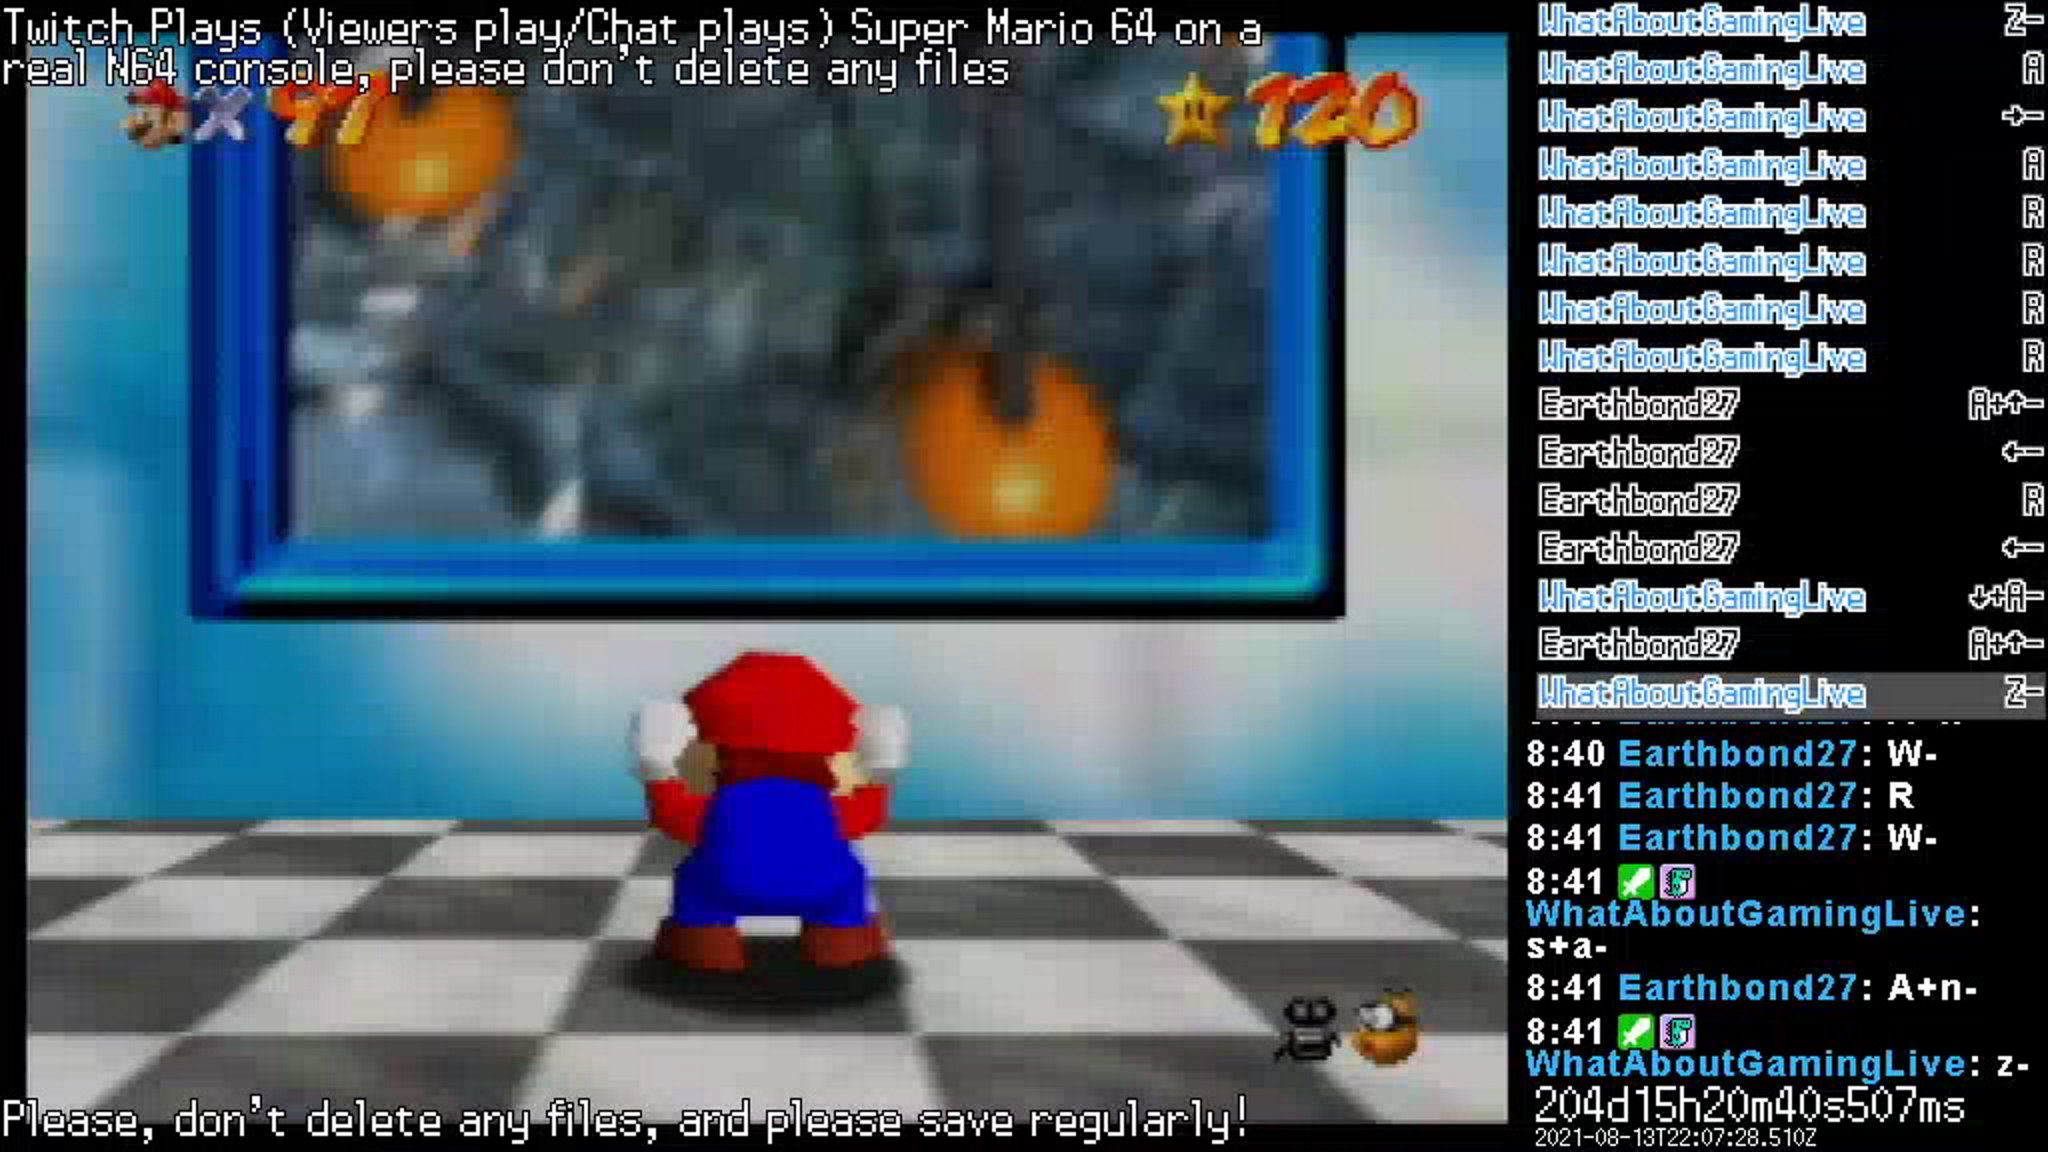 Twitch Plays (Viewers play/Chat plays) Super Mario 64 on a
real N64 console, please don't delete any files
x 97
120
WhatAboutGamingLive Z-
WhatAboutGamingLive A
WhatAboutGamingLive →-
WhatAboutGamingLive A
WhatAboutGamingLive R
WhatAboutGamingLive R
WhatAboutGamingLive R
WhatAboutGamingLive R
Earthbond27 A+↑-
Earthbond27 ←-
Earthbond27 R
Earthbond27 ←-
WhatAboutGamingLive ↓+A-
Earthbond27 A+↑-
WhatAboutGamingLive Z-
8:40 Earthbond27: W-
8:41 Earthbond27: R
8:41 Earthbond27: W-
8:41
WhatAboutGamingLive:
s+a-
8:41 Earthbond27: A+n-
8:41
WhatAboutGamingLive: z-
204d15h20m40s507ms
2021-08-13T22:07:28.510Z
Please, don't delete any files, and please save regularly!